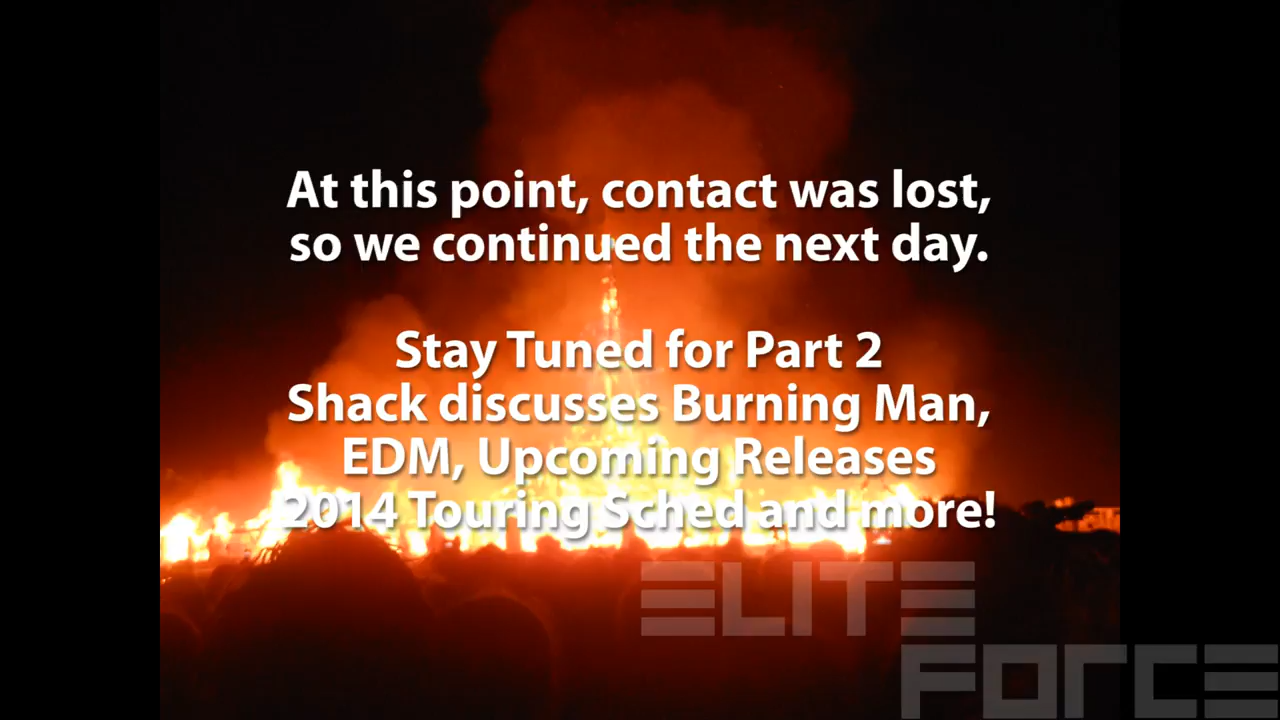 At this point, contact was lost,
so we continued the next day.
Stay Tuned for Part 2
Shack discusses Burning Man,
EDM, Upcoming Releases
2014 Touring Sched and more!
ELITE
FORCE